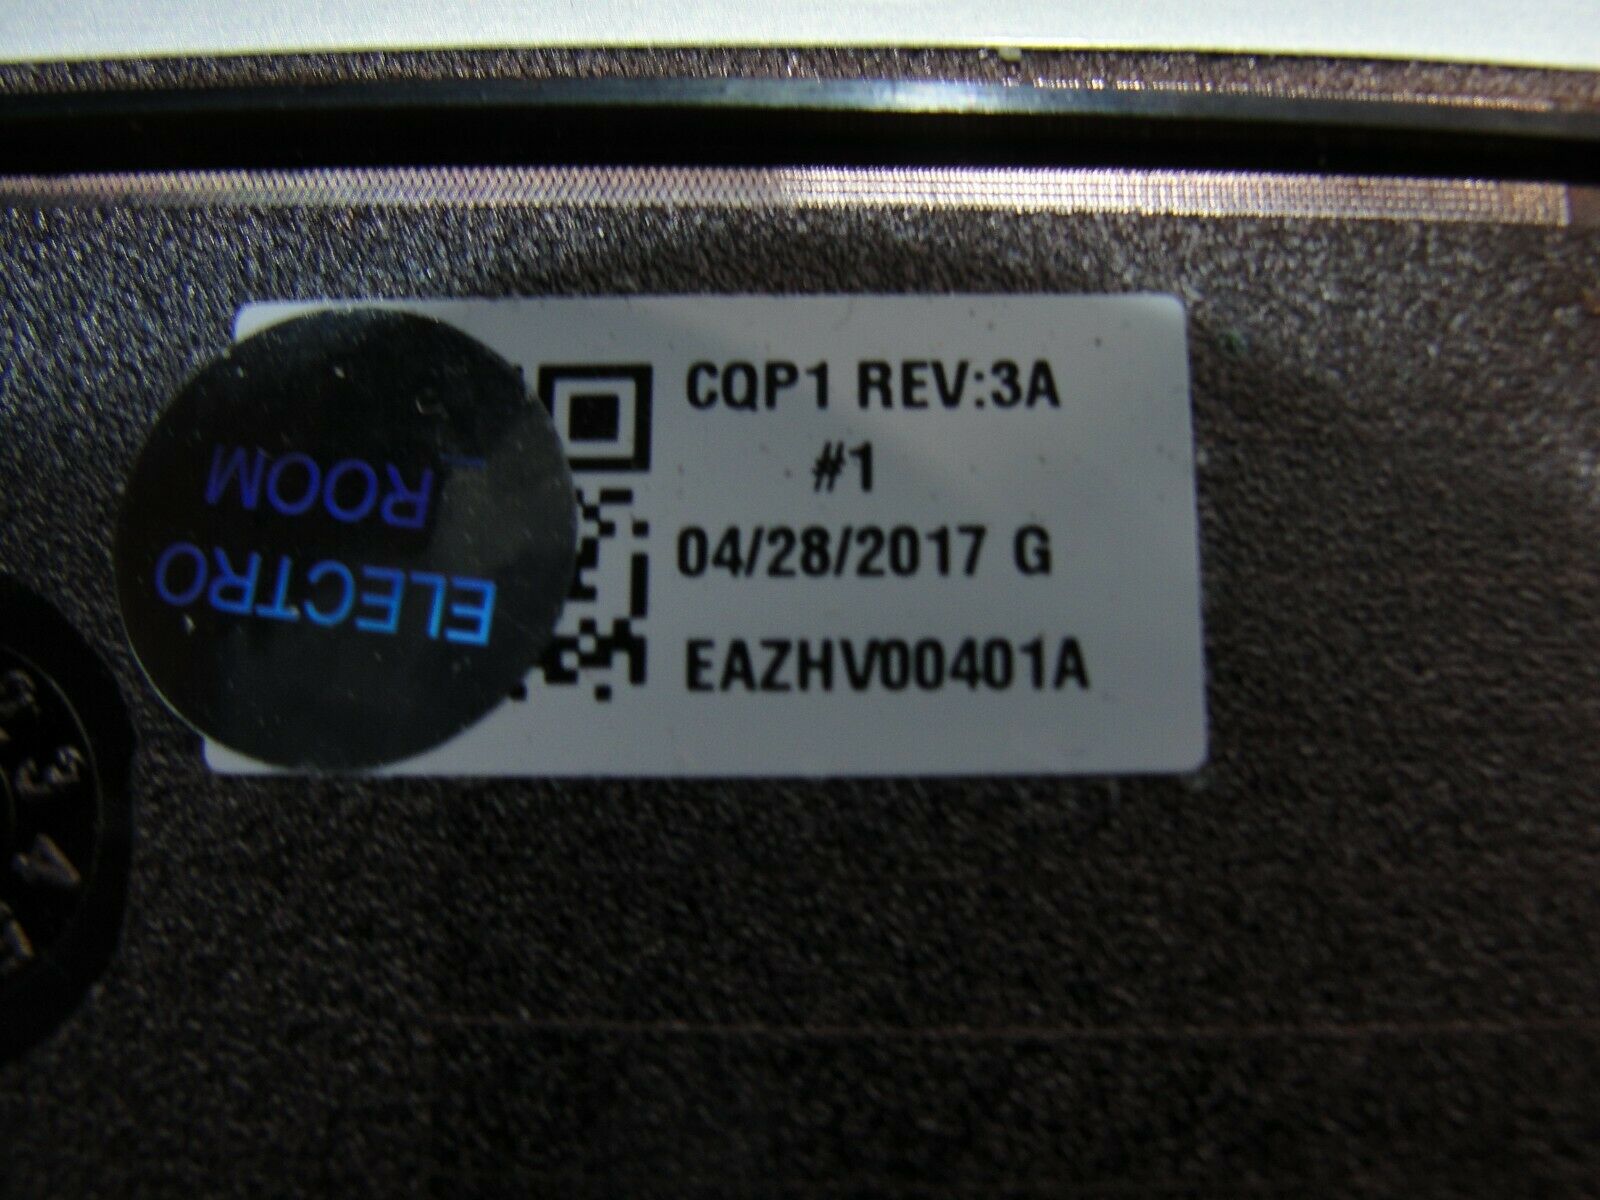 CQP1 REV:3A
#1
04/28/2017 G
EAZHV00401A
ELECTRO
ROOM